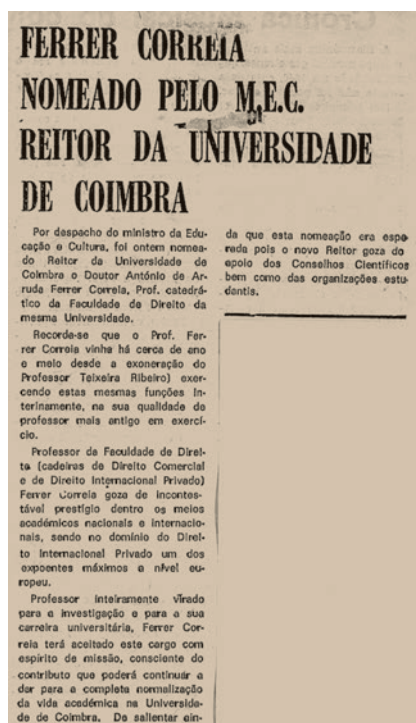 FERRER CORREIA
NOMEADO PELO M.E.C.
REITOR DA UNIVERSIDADE
DE COIMBRA
Por despacho do ministro da Edu-
cação e Cultura, foi ontem nomea-
do Reitor da Universidade de
Coimbra o Doutor António de Ar-
ruda Ferrer Correia, Prof. catedrá-
tico da Faculdade de Direito da
mesma Universidade.
Recorda-se que o Prof. Fer-
rer Correia vinha há cerca de ano
e meio desde a exoneração do
Professor Teixeira Ribeiro) exer-
cendo estas mesmas funções in-
terinamente, na sua qualidade de
professor mais antigo em exercí-
cio.
Professor da Faculdade de Direi-
to (cadeiras de Direito Comercial
e de Direito Internacional Privado)
Ferrer Correia goza de incontes-
tável prestígio dentro os meios
académicos nacionais e internacio-
nais, sendo no domínio do Direi-
to Internacional Privado um dos
expoentes máximos a nível eu-
ropeu.
Professor inteiramente virado
para a investigação e para a sua
carreira universitária, Ferrer Cor-
reia terá aceitado este cargo com
espírito de missão, consciente do
contributo que poderá continuar a
dar para a completa normalização
da vida académica na Universida-
de de Coimbra. De salientar ain-
da que esta nomeação era espe-
rada pois o novo Reitor goza do
apoio dos Conselhos Científicos
bem como das organizações estu-
dantis.